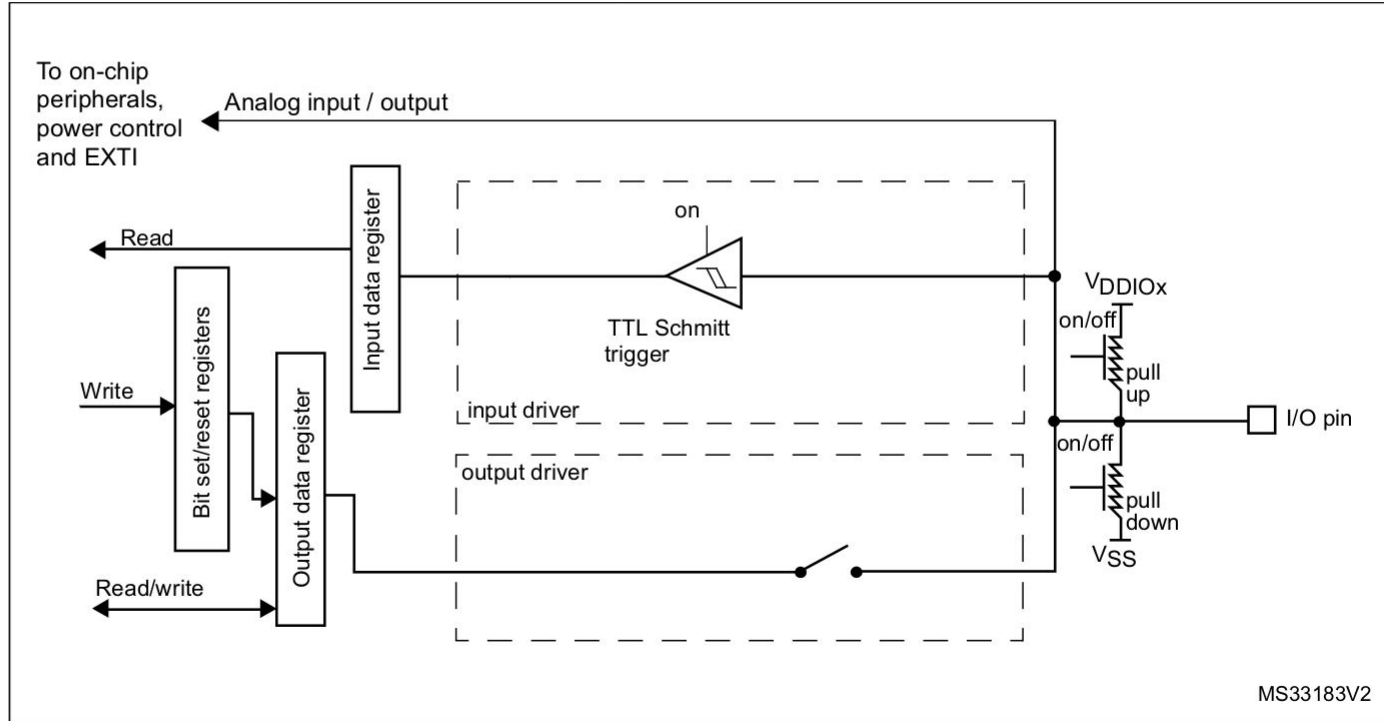 To on-chip
peripherals,
power control
and EXTI
Analog input / output
on
Read
Input data register
TTL Schmitt
trigger
VDDIOx
on/off
pull
up
Write
Bit set/reset registers
Output data register
input driver
I/O pin
on/off
output driver
pull
down
VSS
Read/write
MS33183V2